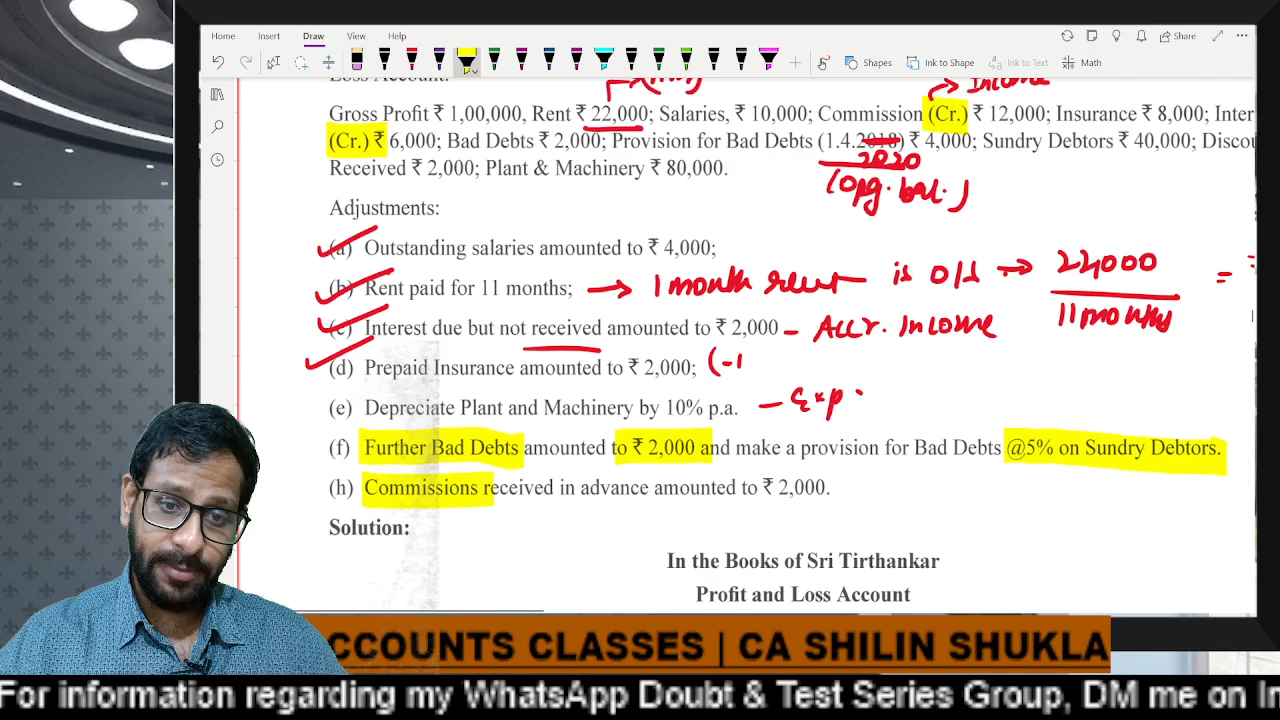 Home Insert Draw View Help Share
Shapes Ink to Shape Ink to Text Math
Loss Account:
Income
Gross Profit ₹ 1,00,000, Rent ₹ 22,000; Salaries, ₹ 10,000; Commission (Cr.) ₹ 12,000; Insurance ₹ 8,000; Inter
(Cr.) ₹ 6,000; Bad Debts ₹ 2,000; Provision for Bad Debts (1.4.2018) ₹ 4,000; Sundry Debtors ₹ 40,000; Discou
2020
Received ₹ 2,000; Plant & Machinery ₹ 80,000.
(Opg. bal.)
Adjustments:
(a) Outstanding salaries amounted to ₹ 4,000;
(b) Rent paid for 11 months; → 1 month rent is O/s → 22,000 =
11 months
(c) Interest due but not received amounted to ₹ 2,000 - Accr. Income
(d) Prepaid Insurance amounted to ₹ 2,000; (-)
(e) Depreciate Plant and Machinery by 10% p.a. - Exp.
(f) Further Bad Debts amounted to ₹ 2,000 and make a provision for Bad Debts @5% on Sundry Debtors.
(h) Commissions received in advance amounted to ₹ 2,000.
Solution:
In the Books of Sri Tirthankar
Profit and Loss Account
CCOUNTS CLASSES | CA SHILIN SHUKLA
For information regarding my WhatsApp Doubt & Test Series Group, DM me on In